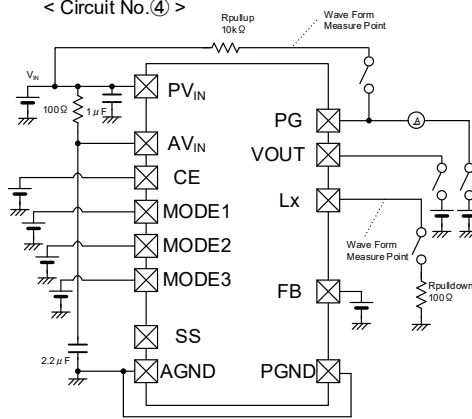 < Circuit No.④ >
Rpullup
10kΩ
Wave Form
Measure Point
VIN
100Ω
1μF
PVIN
AVIN
CE
MODE1
MODE2
MODE3
SS
AGND
2.2μF
PG
A
VOUT
Lx
Wave Form
Measure Point
Rpulldown
100Ω
FB
PGND